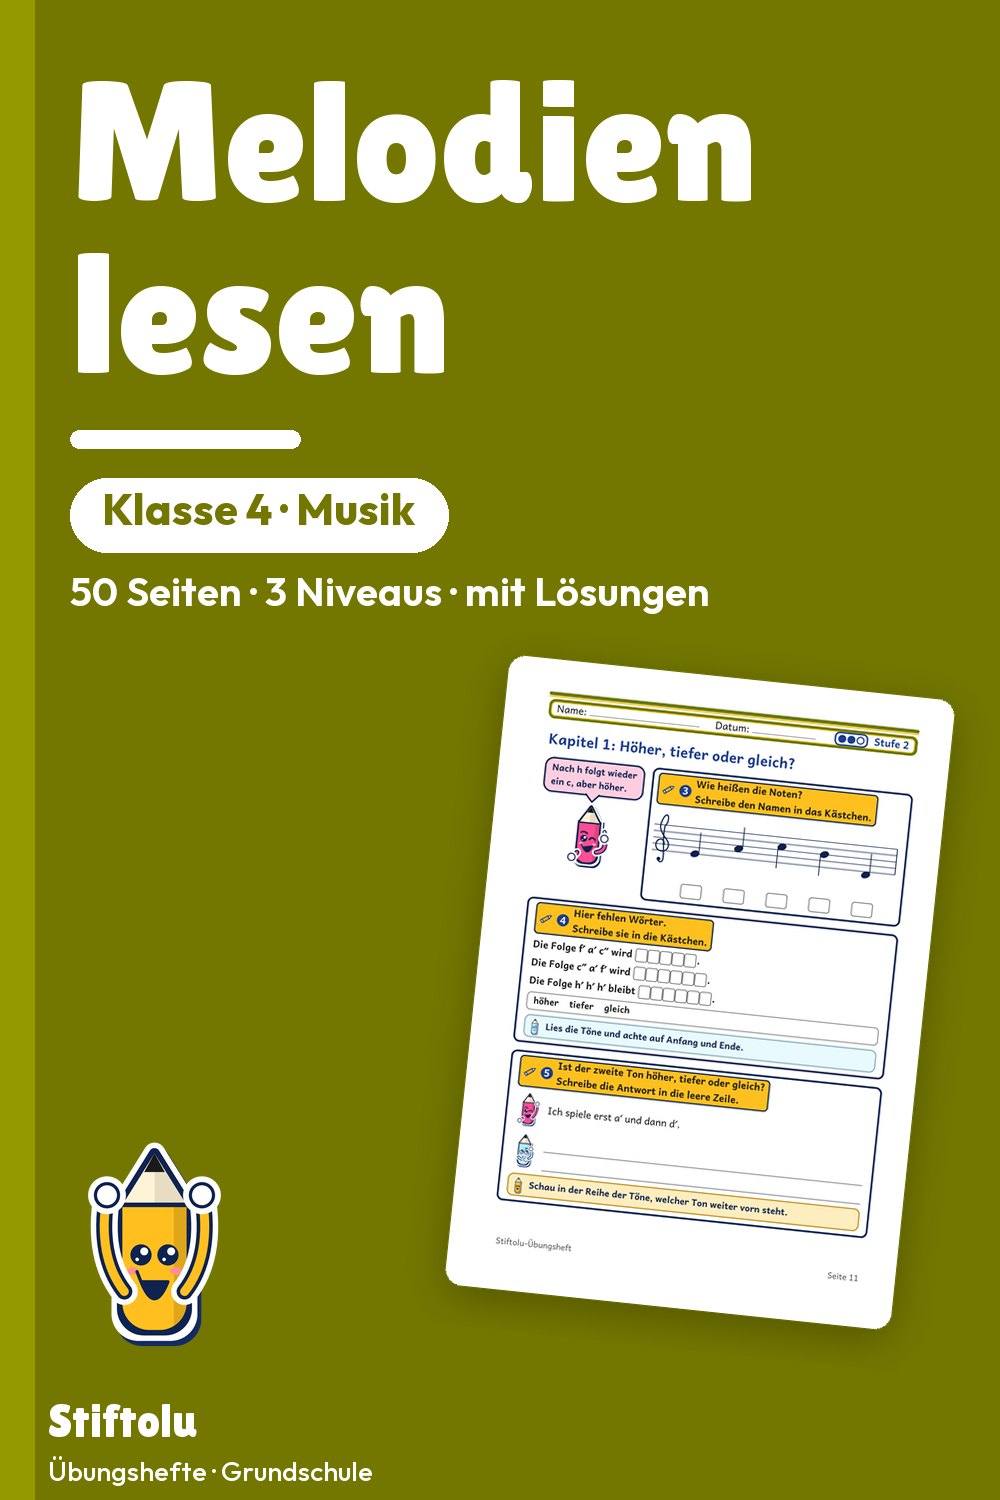 Melodien
lesen
Klasse 4 · Musik
50 Seiten · 3 Niveaus · mit Lösungen
Name:
Datum:
Stufe 2
Kapitel 1: Höher, tiefer oder gleich?
Nach h folgt wieder
ein c, aber höher.
3 Wie heißen die Noten?
Schreibe den Namen in das Kästchen.
4 Hier fehlen Wörter.
Schreibe sie in die Kästchen.
Die Folge f′ a′ c″ wird .
Die Folge c″ a′ f′ wird .
Die Folge h′ h′ h′ bleibt .
höher tiefer gleich
Lies die Töne und achte auf Anfang und Ende.
5 Ist der zweite Ton höher, tiefer oder gleich?
Schreibe die Antwort in die leere Zeile.
Ich spiele erst a′ und dann d′.
Schau in der Reihe der Töne, welcher Ton weiter vorn steht.
Stiftolu-Übungsheft
Seite 11
Stiftolu
Übungshefte · Grundschule